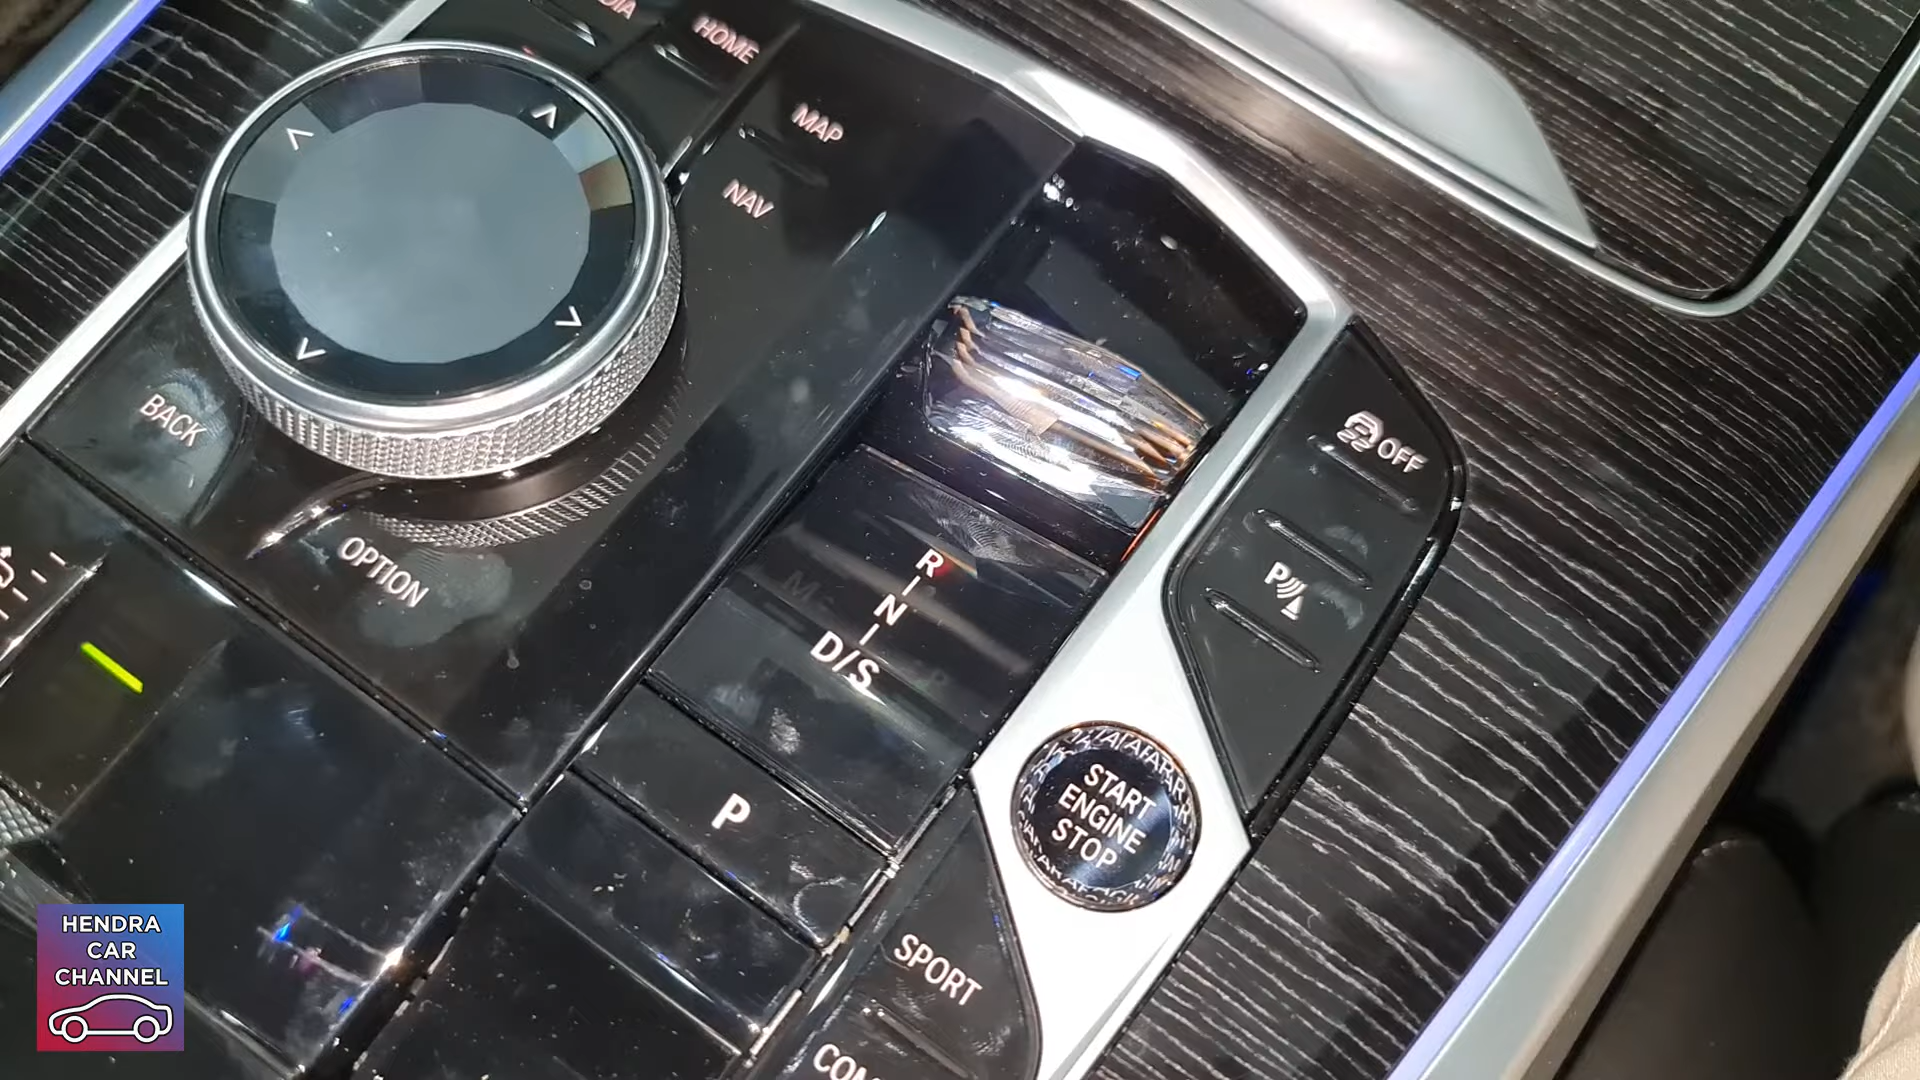 HOME
MAP
NAV
BACK
OPTION
OFF
P
R
N
D/S
P
START
ENGINE
STOP
SPORT
HENDRA
CAR
CHANNEL